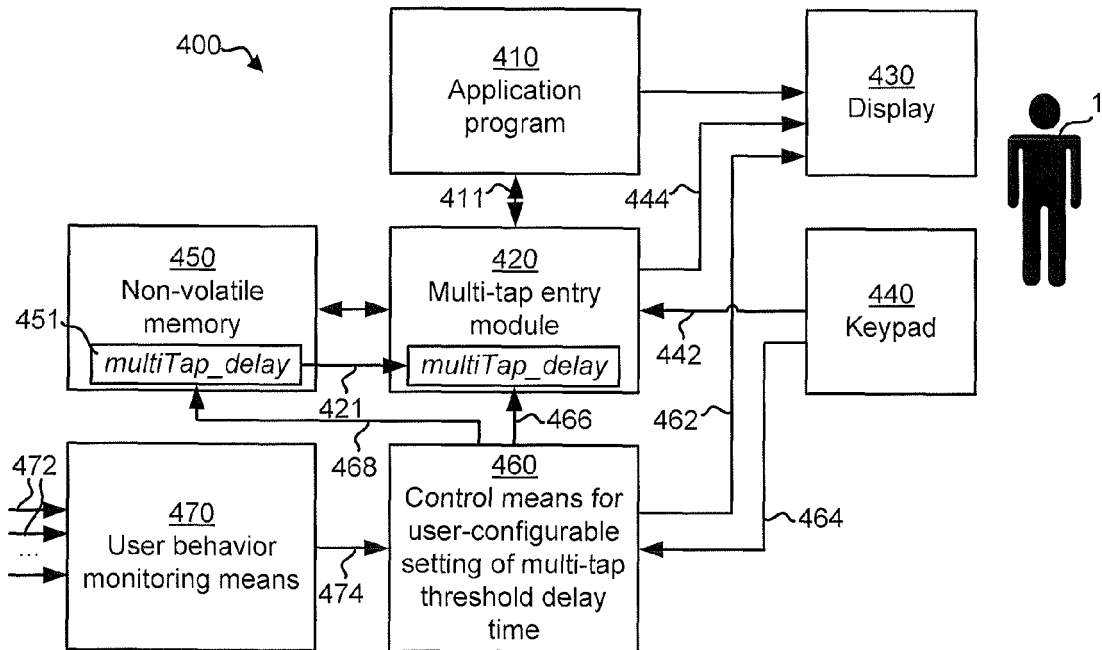 400
410
Application
program
430
Display
1
411
444
450
Non-volatile
memory
451
multiTap_delay
420
Multi-tap entry
module
multiTap_delay
440
Keypad
442
421
466
462
468
472
...
470
User behavior
monitoring means
474
460
Control means for
user-configurable
setting of multi-tap
threshold delay
time
464